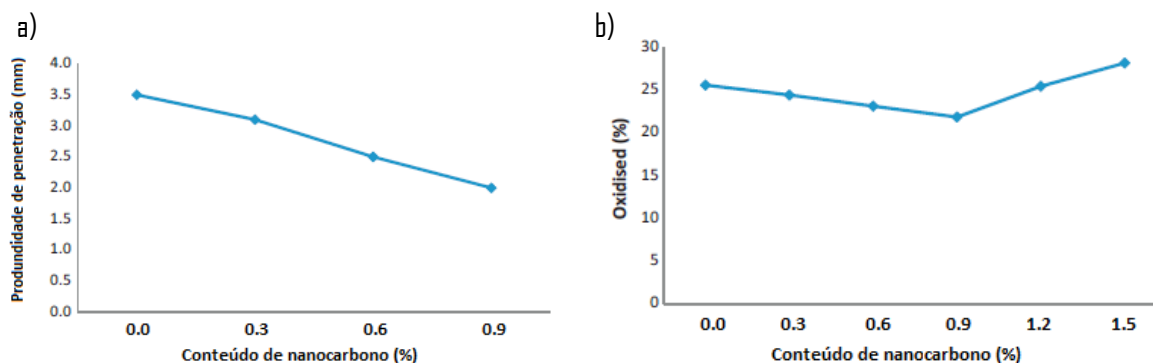 a)
Produndidade de penetração (mm)
4.0
3.5
3.0
2.5
2.0
1.5
1.0
0.5
0.0
0.0 0.3 0.6 0.9
Conteúdo de nanocarbono (%)
b)
Oxidised (%)
30
25
20
15
10
5
0
0.0 0.3 0.6 0.9 1.2 1.5
Conteúdo de nanocarbono (%)